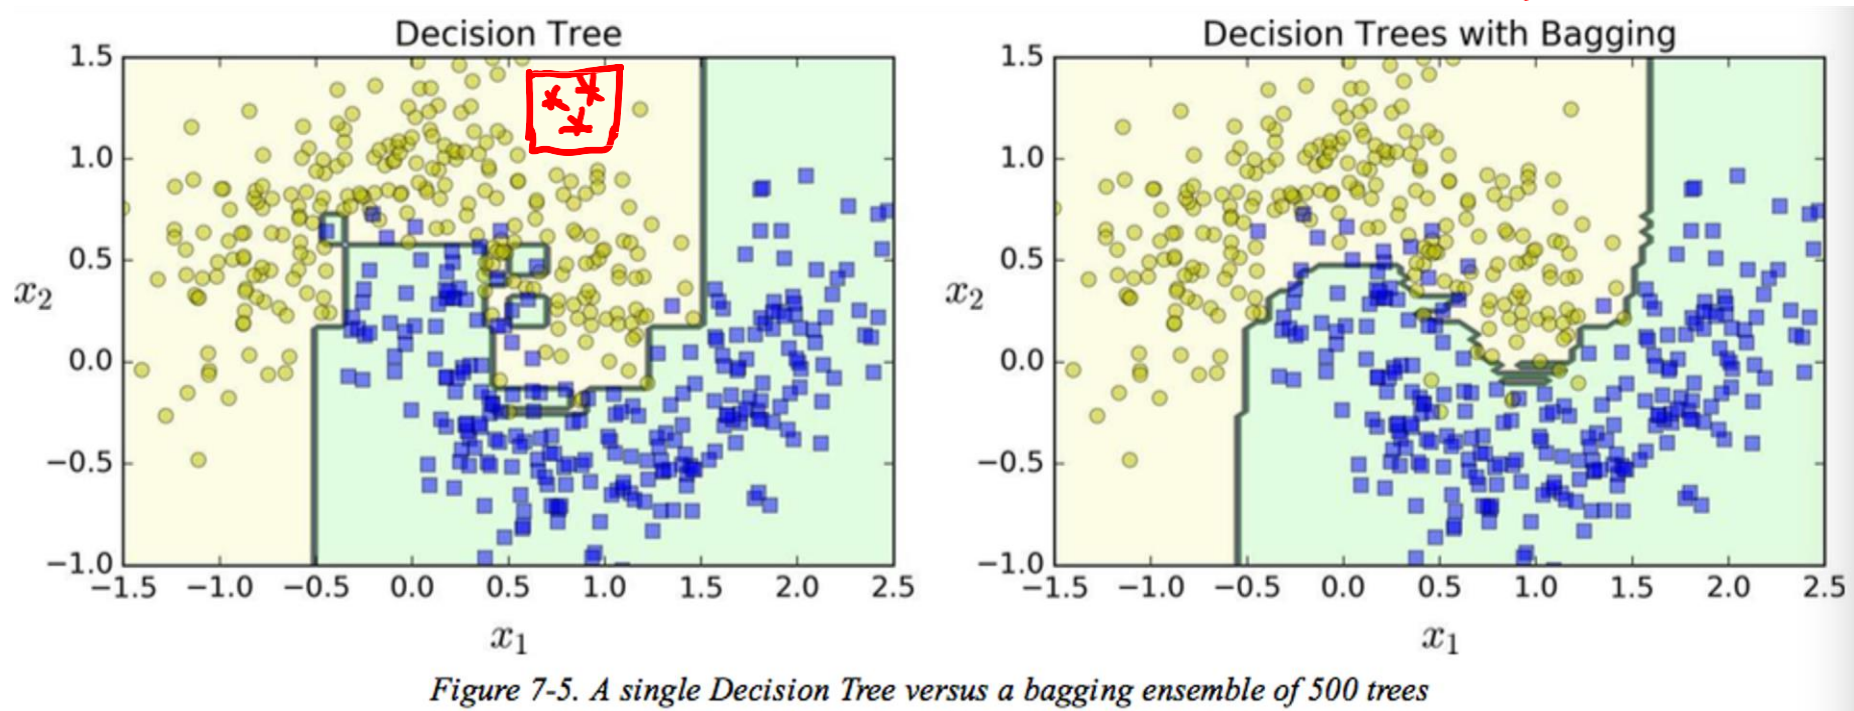 Decision Tree
1.5
1.0
0.5
0.0
−0.5
−1.0
−1.5 −1.0 −0.5 0.0 0.5 1.0 1.5 2.0 2.5
x2
x1
Decision Trees with Bagging
1.5
1.0
0.5
0.0
−0.5
−1.0
−1.5 −1.0 −0.5 0.0 0.5 1.0 1.5 2.0 2.5
x2
x1
Figure 7-5. A single Decision Tree versus a bagging ensemble of 500 trees